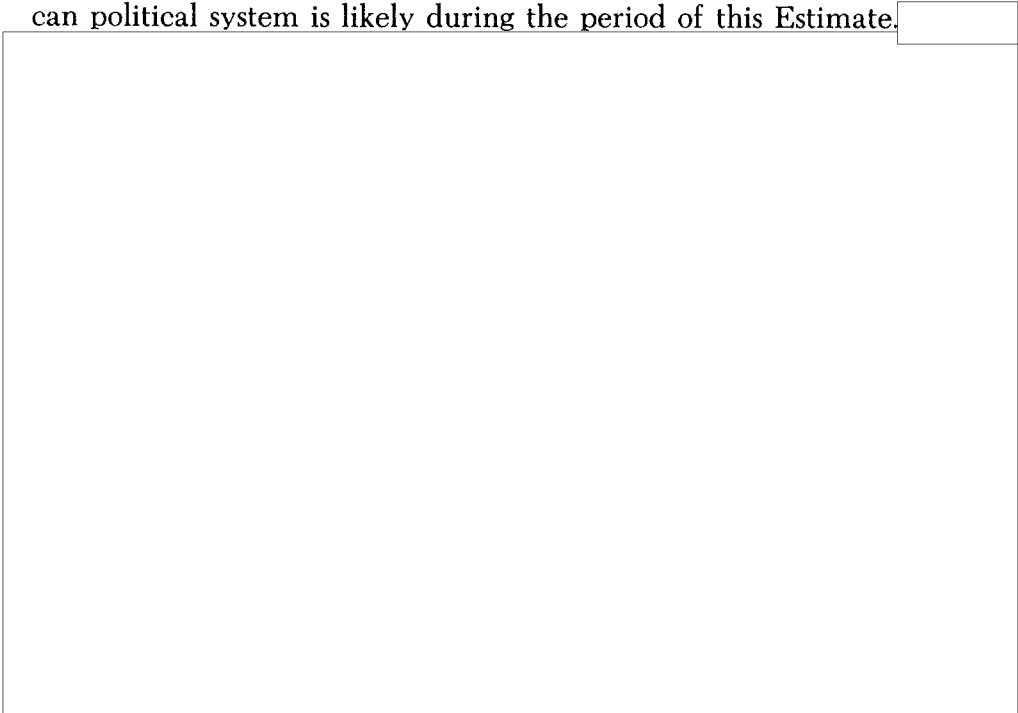 can political system is likely during the period of this Estimate.